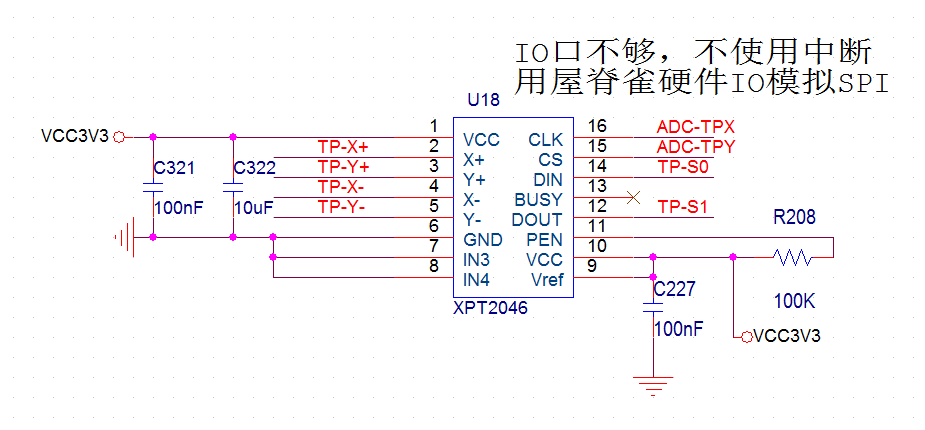 IO口不够，不使用中断
用屋脊雀硬件IO模拟SPI
U18
VCC3V3
1
2
3
4
5
6
7
8
TP-X+
TP-Y+
TP-X-
TP-Y-
C321
100nF
C322
10uF
VCC
X+
Y+
X-
Y-
GND
IN3
IN4
CLK
CS
DIN
BUSY
DOUT
PEN
VCC
Vref
XPT2046
16
15
14
13
12
11
10
9
ADC-TPX
ADC-TPY
TP-S0
TP-S1
R208
100K
C227
100nF
VCC3V3